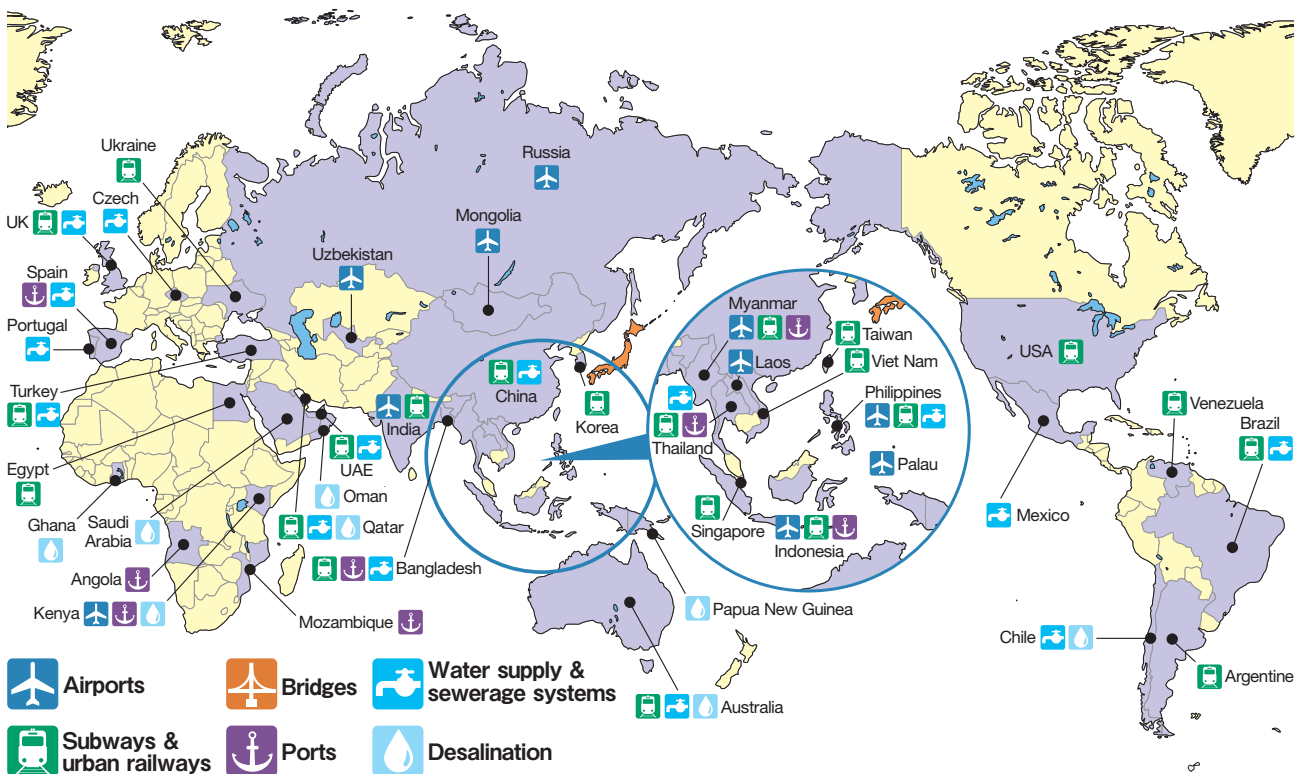 Ukraine
Czech
UK
Russia
Mongolia
Uzbekistan
Spain
Portugal
Turkey
Egypt
Ghana
Saudi
Arabia
Angola
Kenya
Mozambique
India
UAE
Oman
Qatar
Bangladesh
China
Korea
Myanmar
Laos
Taiwan
Viet Nam
Philippines
Thailand
Palau
Singapore
Indonesia
Papua New Guinea
Australia
USA
Mexico
Venezuela
Brazil
Chile
Argentine
Airports
Bridges
Water supply &
sewerage systems
Subways &
urban railways
Ports
Desalination